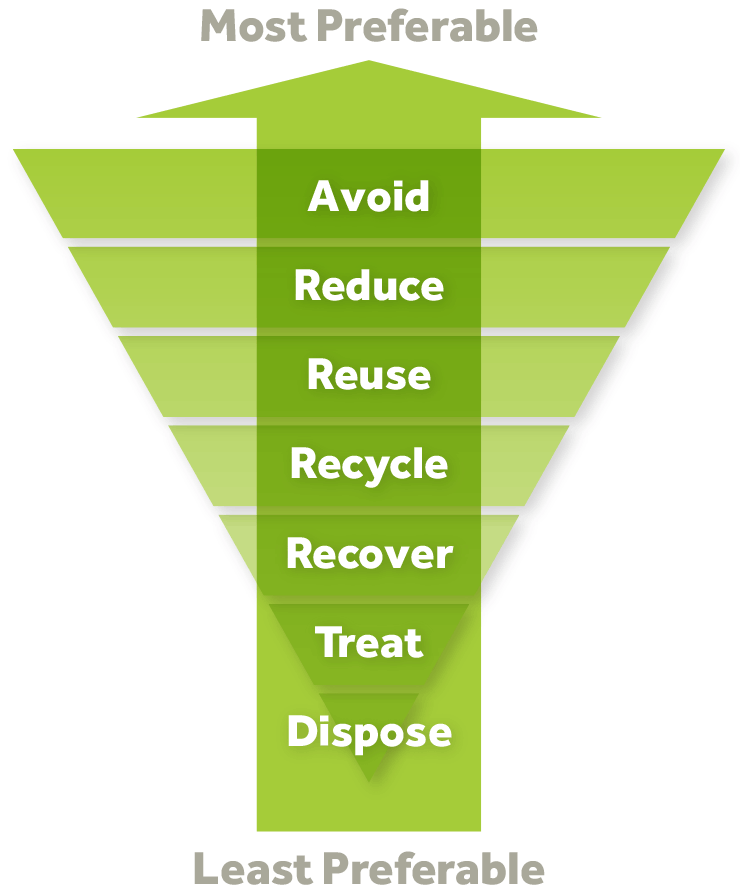 Most Preferable
Avoid
Reduce
Reuse
Recycle
Recover
Treat
Dispose
Least Preferable